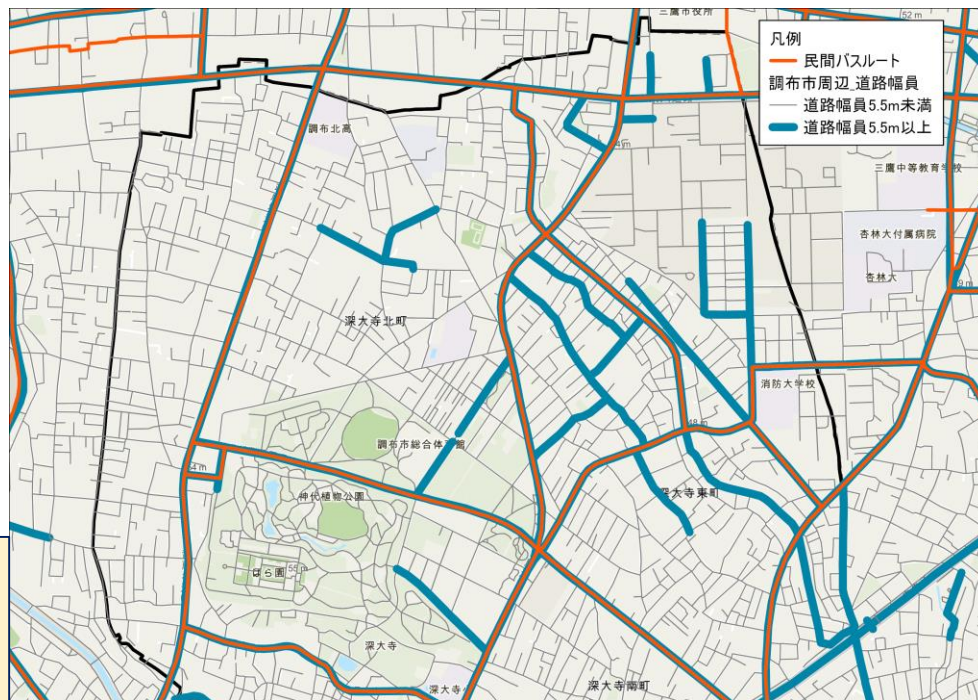 三鷹市役所
52 m
凡例
民間バスルート
調布市周辺_道路幅員
道路幅員5.5m未満
道路幅員5.5m以上
調布北高
三鷹中等教育学校
杏林大付属病院
杏林大
深大寺北町
消防大学校
調布市総合体育館
48 m
54 m
神代植物公園
深大寺東町
ばら園
55 m
深大寺
深大寺南町